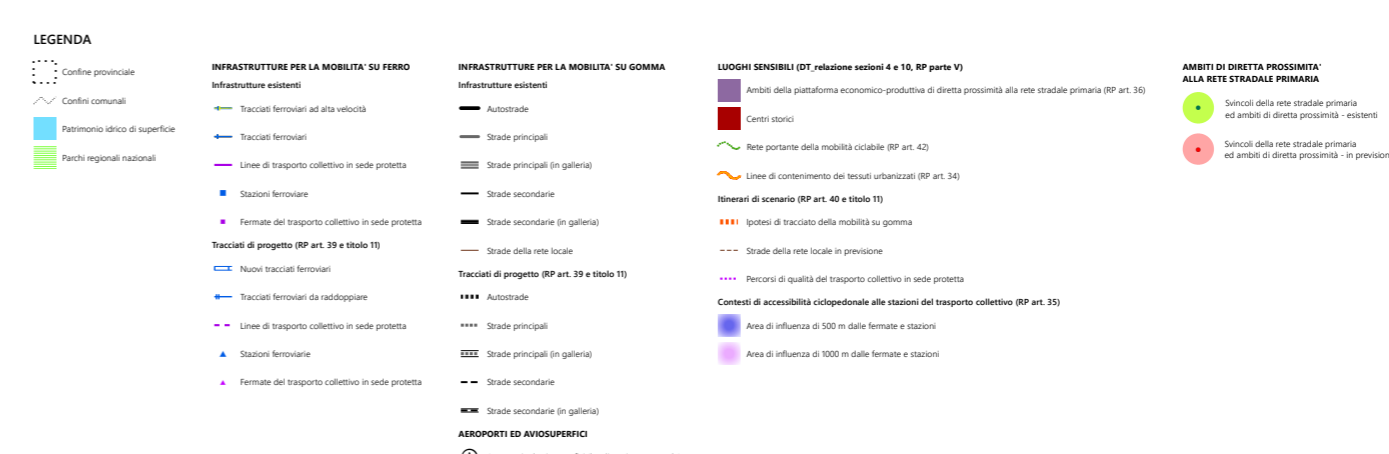 LEGENDA
Confine provinciale
Confini comunali
Patrimonio idrico di superficie
Parchi regionali nazionali
INFRASTRUTTURE PER LA MOBILITA' SU FERRO
Infrastrutture esistenti
Tracciati ferroviari ad alta velocità
Tracciati ferroviari
Linee di trasporto collettivo in sede protetta
Stazioni ferroviare
Fermate del trasporto collettivo in sede protetta
Tracciati di progetto (RP art. 39 e titolo 11)
Nuovi tracciati ferroviari
Tracciati ferroviari da raddoppiare
Linee di trasporto collettivo in sede protetta
Stazioni ferroviarie
Fermate del trasporto collettivo in sede protetta
INFRASTRUTTURE PER LA MOBILITA' SU GOMMA
Infrastrutture esistenti
Autostrade
Strade principali
Strade principali (in galleria)
Strade secondarie
Strade secondarie (in galleria)
Strade della rete locale
Tracciati di progetto (RP art. 39 e titolo 11)
Autostrade
Strade principali
Strade principali (in galleria)
Strade secondarie
Strade secondarie (in galleria)
AEROPORTI ED AVIOSUPERFICI
LUOGHI SENSIBILI (DT_relazione sezioni 4 e 10, RP parte V)
Ambiti della piattaforma economico-produttiva di diretta prossimità alla rete stradale primaria (RP art. 36)
Centri storici
Rete portante della mobilità ciclabile (RP art. 42)
Linee di contenimento dei tessuti urbanizzati (RP art. 34)
Itinerari di scenario (RP art. 40 e titolo 11)
Ipotesi di tracciato della mobilità su gomma
Strade della rete locale in previsione
Percorsi di qualità del trasporto collettivo in sede protetta
Contesti di accessibilità ciclopedonale alle stazioni del trasporto collettivo (RP art. 35)
Area di influenza di 500 m dalle fermate e stazioni
Area di influenza di 1000 m dalle fermate e stazioni
AMBITI DI DIRETTA PROSSIMITA'
ALLA RETE STRADALE PRIMARIA
Svincoli della rete stradale primaria
ed ambiti di diretta prossimità - esistenti
Svincoli della rete stradale primaria
ed ambiti di diretta prossimità - in prevision